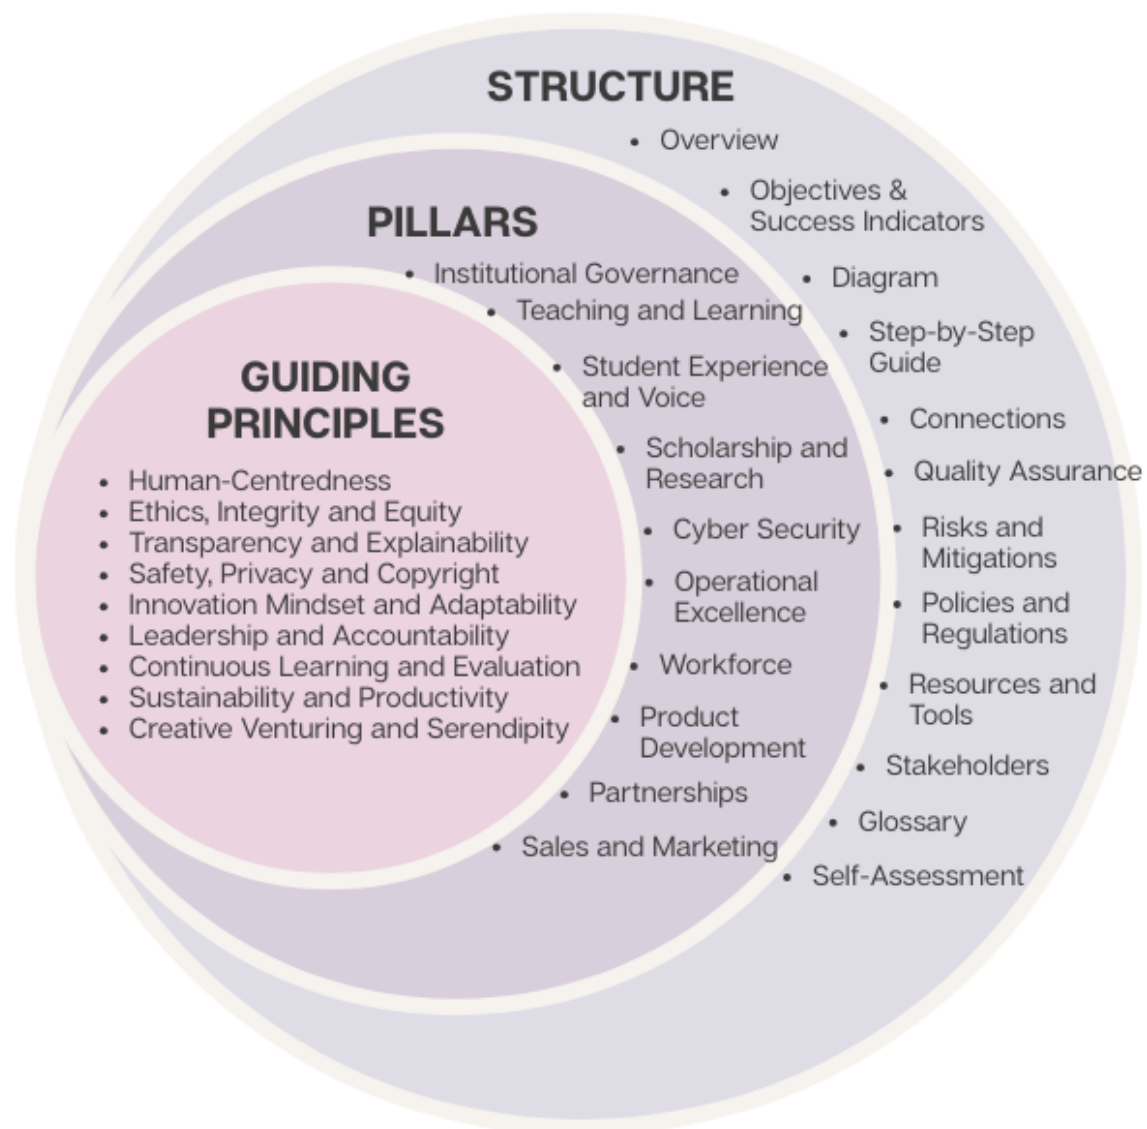 STRUCTURE
• Overview
• Objectives &
Success Indicators
• Diagram
• Step-by-Step
Guide
• Connections
• Quality Assurance
• Risks and
Mitigations
• Policies and
Regulations
• Resources and
Tools
• Stakeholders
• Glossary
• Self-Assessment
PILLARS
• Institutional Governance
• Teaching and Learning
• Student Experience
and Voice
• Scholarship and
Research
• Cyber Security
• Operational
Excellence
• Workforce
• Product
Development
• Partnerships
• Sales and Marketing
GUIDING
PRINCIPLES
• Human-Centredness
• Ethics, Integrity and Equity
• Transparency and Explainability
• Safety, Privacy and Copyright
• Innovation Mindset and Adaptability
• Leadership and Accountability
• Continuous Learning and Evaluation
• Sustainability and Productivity
• Creative Venturing and Serendipity